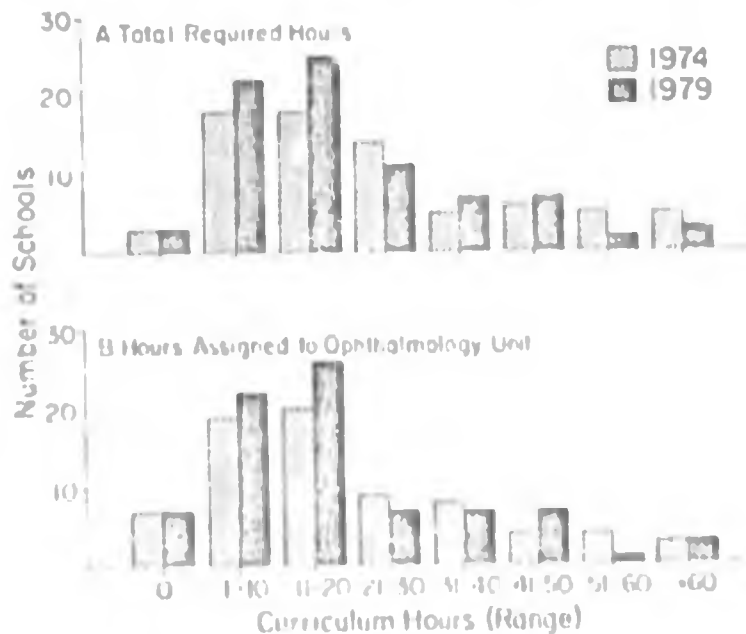 30
A Total Required Hours
1974
1979
20
10
Number of Schools
30
B Hours Assigned to Ophthalmology Unit
20
10
0 1-10 11-20 21-30 31-40 41-50 51-60 >60
Curriculum Hours (Range)